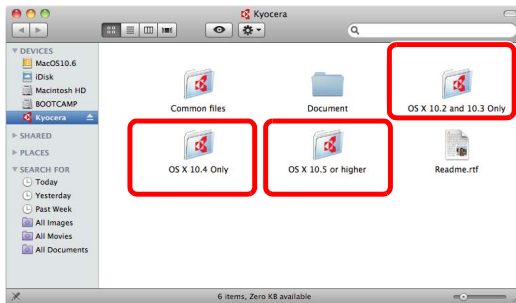 Kyocera
DEVICES
MacOS10.6
iDisk
Macintosh HD
BOOTCAMP
Kyocera
SHARED
PLACES
SEARCH FOR
Today
Yesterday
Past Week
All Images
All Movies
All Documents
Common files
Document
OS X 10.2 and 10.3 Only
OS X 10.4 Only
OS X 10.5 or higher
Readme.rtf
6 items, Zero KB available